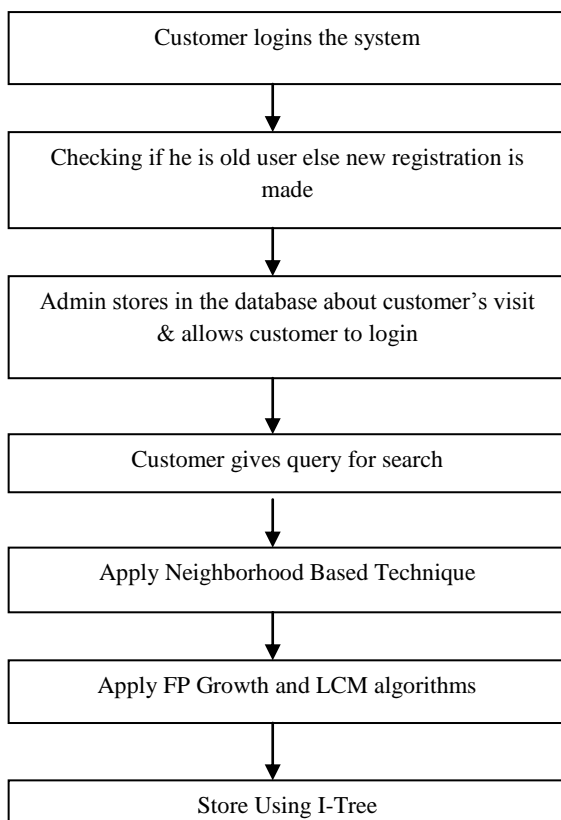 Customer logins the system
Checking if he is old user else new registration is
made
Admin stores in the database about customer’s visit
& allows customer to login
Customer gives query for search
Apply Neighborhood Based Technique
Apply FP Growth and LCM algorithms
Store Using I-Tree